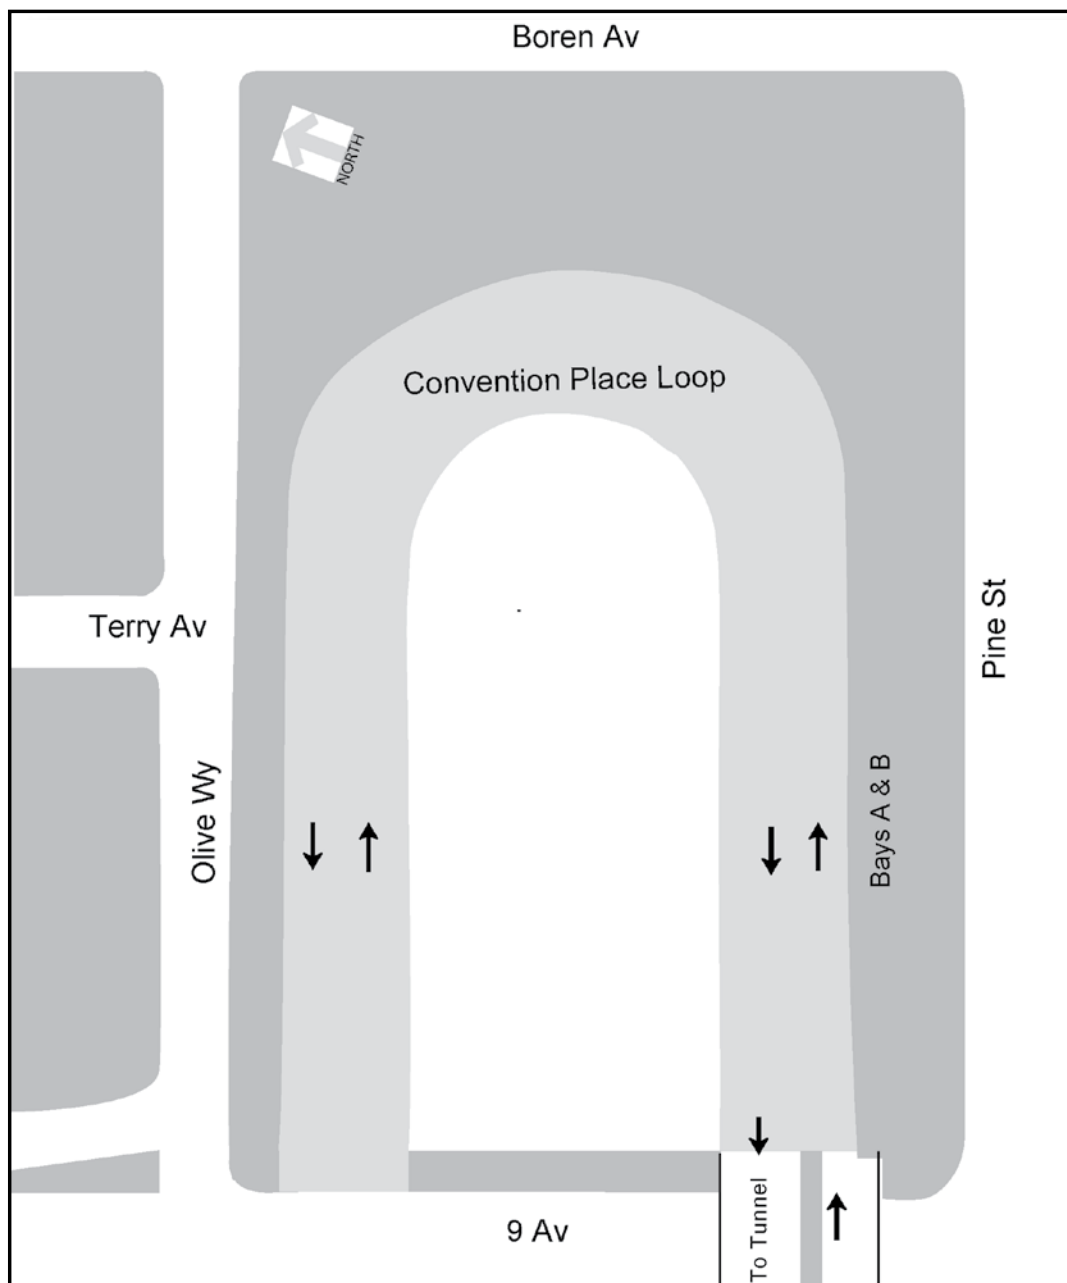 Boren Av
NORTH
Convention Place Loop
Terry Av
Pine St
Olive Wy
Bays A & B
To Tunnel
9 Av